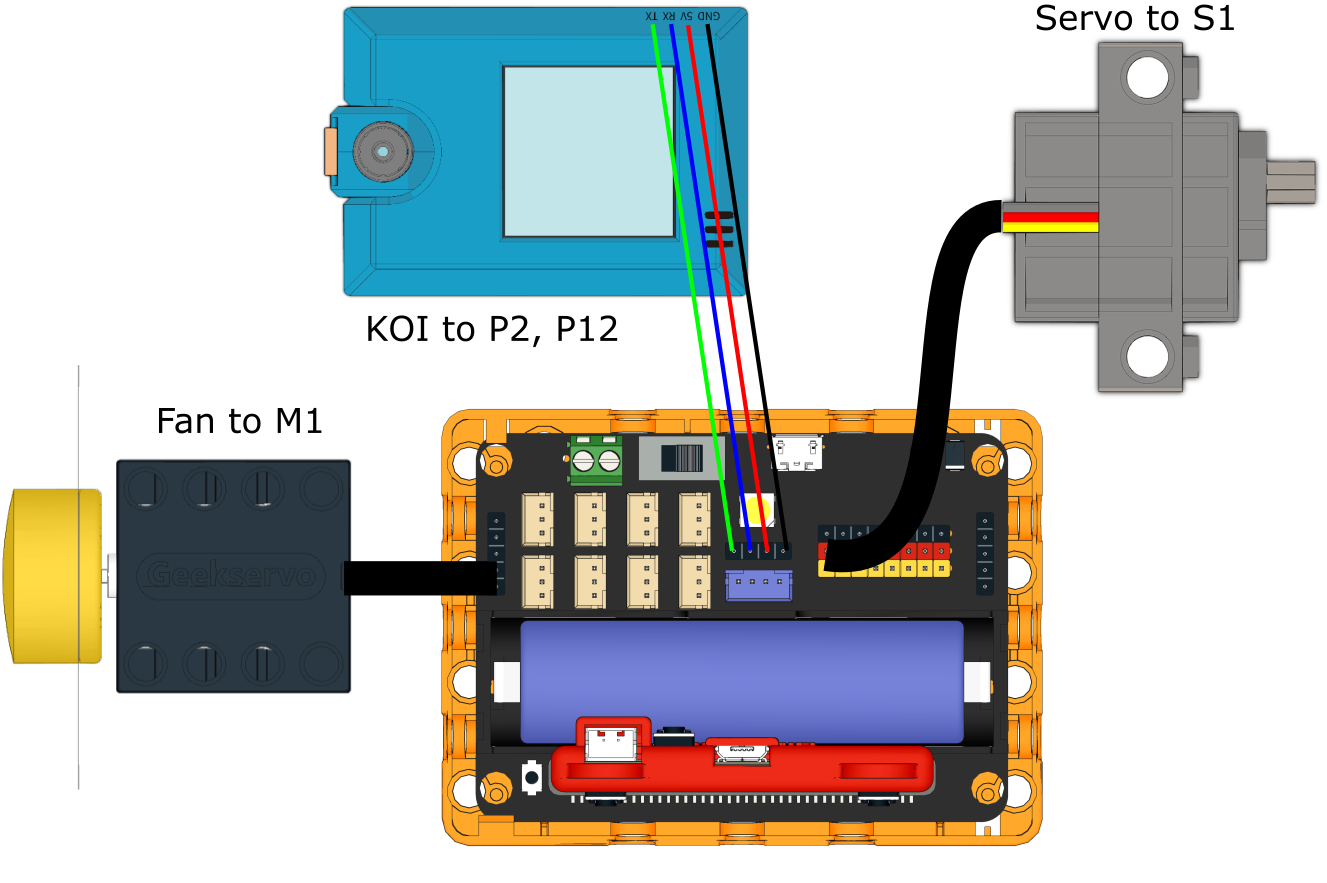 Servo to S1
TX RX 5V GND
KOI to P2, P12
Fan to M1
Geekservo